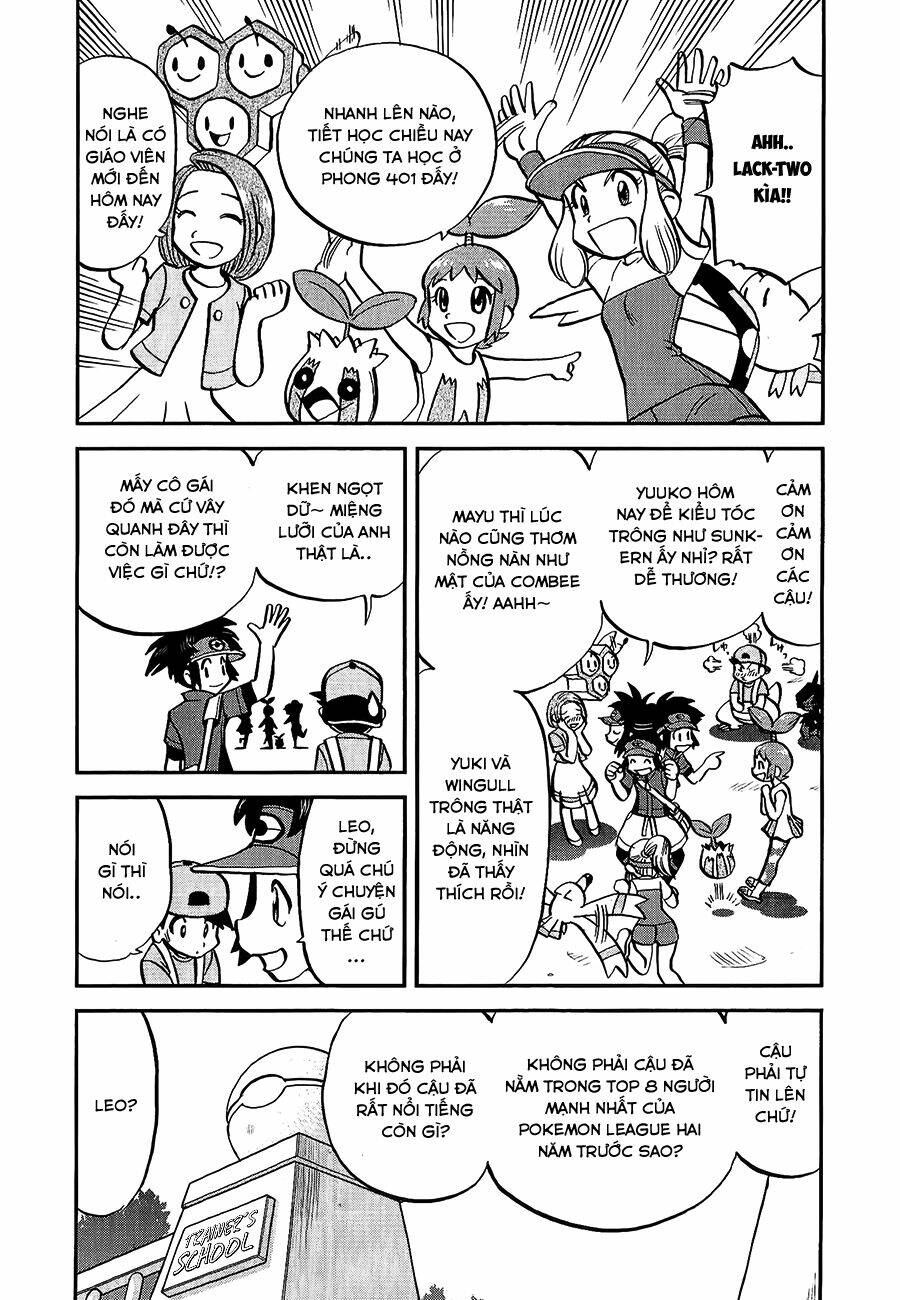 AHH..
LACK-TWO
KÌA!!
NHANH LÊN NÀO,
TIẾT HỌC CHIỀU NAY
CHÚNG TA HỌC Ở
PHONG 401 ĐẤY!
NGHE
NÓI LÀ CÓ
GIÁO VIÊN
MỚI ĐẾN
HÔM NAY
ĐẤY!
CẢM
ƠN
CẢM
ƠN
CÁC
CẬU!
YUUKO HÔM
NAY ĐỂ KIỂU TÓC
TRÔNG NHƯ SUNK-
ERN ẤY NHỈ? RẤT
DỄ THƯƠNG!
MAYU THÌ LÚC
NÀO CŨNG THƠM
NỒNG NÀN NHƯ
MẬT CỦA COMBEE
ẤY! AAHH~
YUKI VÀ
WINGULL
TRÔNG THẬT
LÀ NĂNG
ĐỘNG, NHÌN
ĐÃ THẤY
THÍCH RỒI!
KHEN NGỌT
DỮ~ MIỆNG
LƯỠI CỦA ANH
THẬT LÀ..
MẤY CÔ GÁI
ĐÓ MÀ CỨ VÂY
QUANH ĐÂY THÌ
CÒN LÀM ĐƯỢC
VIỆC GÌ CHỨ!?
LEO,
ĐỪNG
QUÁ CHÚ
Ý CHUYỆN
GÁI GÚ
THẾ CHỨ
...
NÓI
GÌ THÌ
NÓI..
CẬU
PHẢI TỰ
TIN LÊN
CHỨ!
KHÔNG PHẢI CẬU ĐÃ
NẰM TRONG TOP 8 NGƯỜI
MẠNH NHẤT CỦA
POKEMON LEAGUE HAI
NĂM TRƯỚC SAO?
KHÔNG PHẢI
KHI ĐÓ CẬU ĐÃ
RẤT NỔI TIẾNG
CÒN GÌ?
LEO?
TRAINER'S
SCHOOL